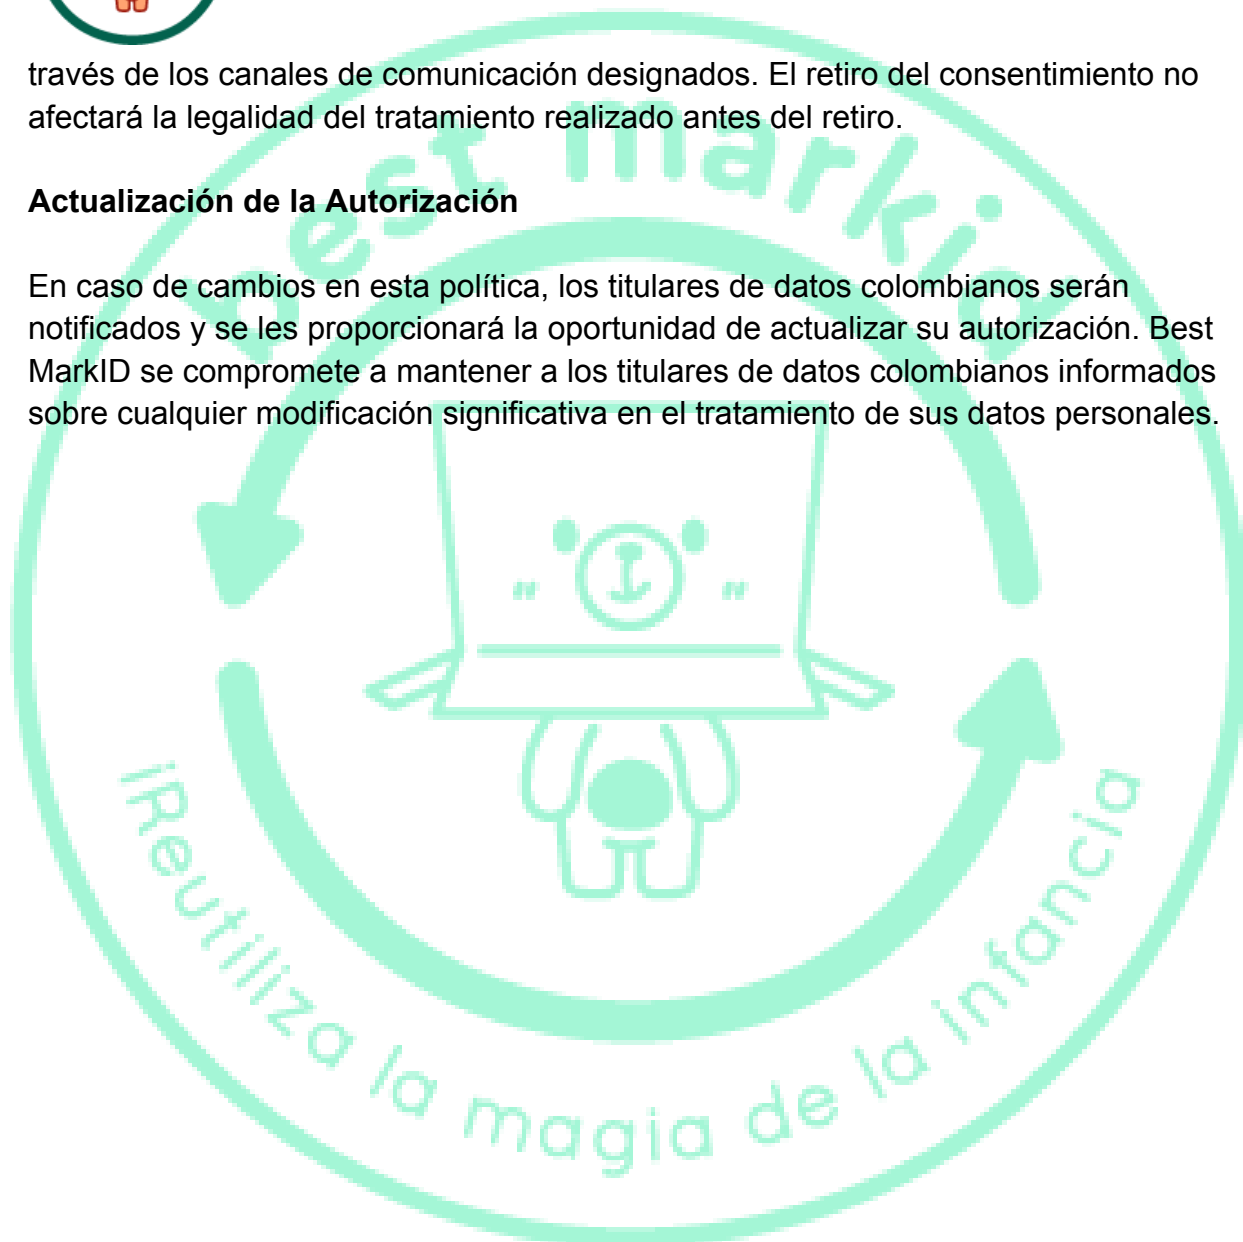 través de los canales de comunicación designados. El retiro del consentimiento no
afectará la legalidad del tratamiento realizado antes del retiro.
Actualización de la Autorización
En caso de cambios en esta política, los titulares de datos colombianos serán
notificados y se les proporcionará la oportunidad de actualizar su autorización. Best
MarkID se compromete a mantener a los titulares de datos colombianos informados
sobre cualquier modificación significativa en el tratamiento de sus datos personales.
best markid
¡Reutiliza la magia de la infancia